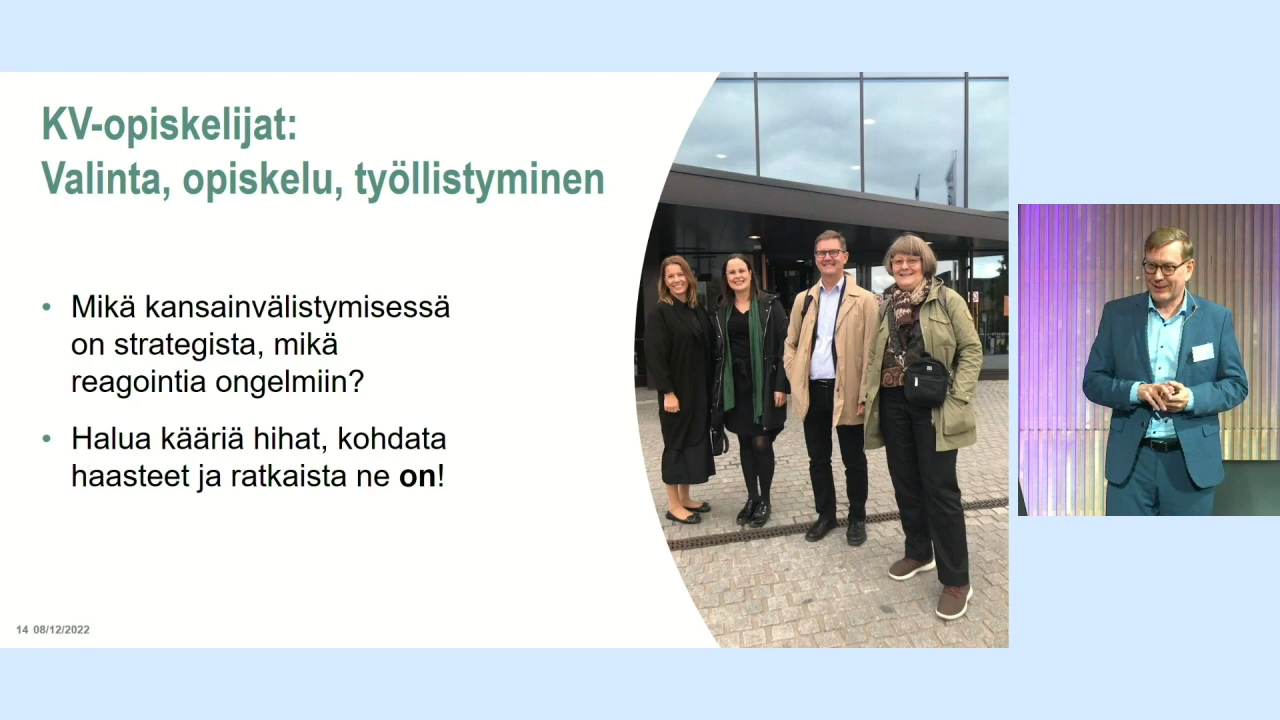 KV-opiskelijat:
Valinta, opiskelu, työllistyminen
• Mikä kansainvälistymisessä
on strategista, mikä
reagointia ongelmiin?
• Halua kääriä hihat, kohdata
haasteet ja ratkaista ne on!
14 08/12/2022